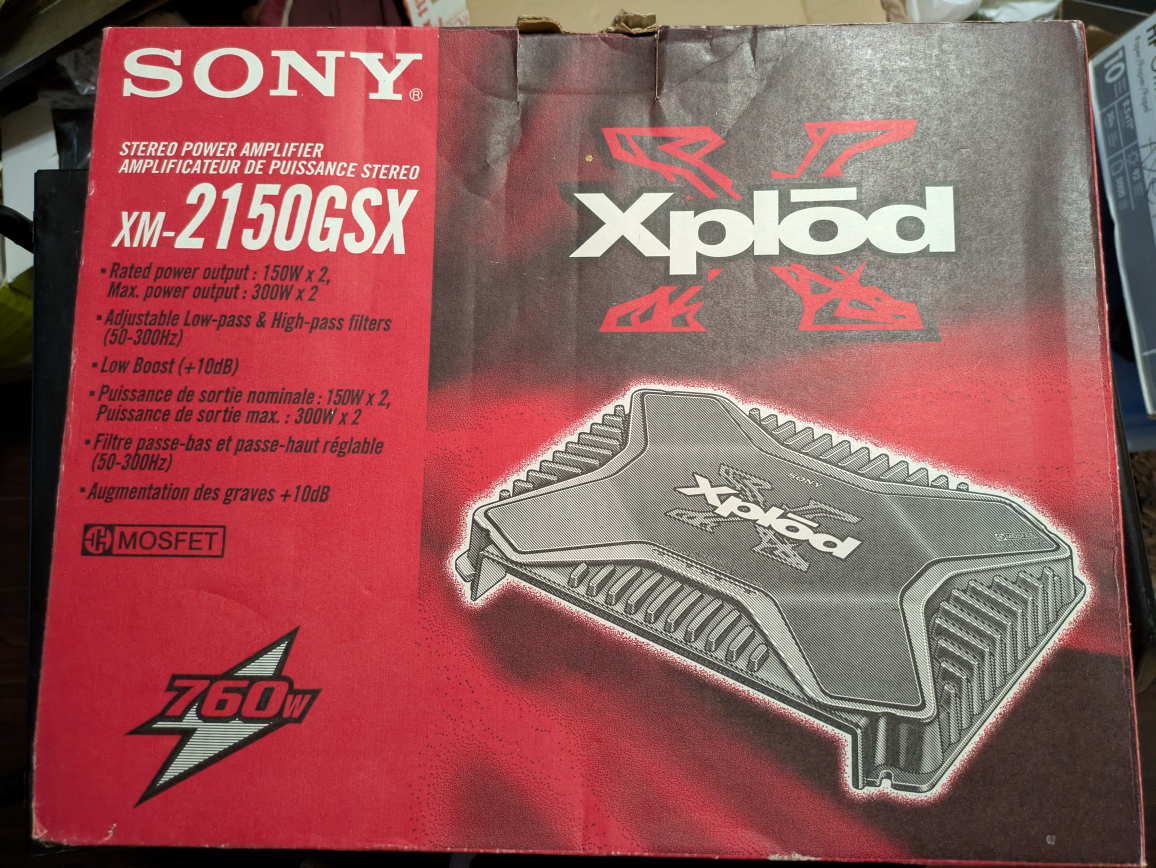 SONY®
STEREO POWER AMPLIFIER
AMPLIFICATEUR DE PUISSANCE STEREO
XM-2150GSX
▪Rated power output : 150W x 2,
Max. power output : 300W x 2
▪Adjustable Low-pass & High-pass filters
(50-300Hz)
▪Low Boost (+10dB)
▪Puissance de sortie nominale : 150W x 2,
Puissance de sortie max. : 300W x 2
▪Filtre passe-bas et passe-haut réglable
(50-300Hz)
▪Augmentation des graves +10dB
MOSFET
760W
Xplōd
SONY
Xplōd
10